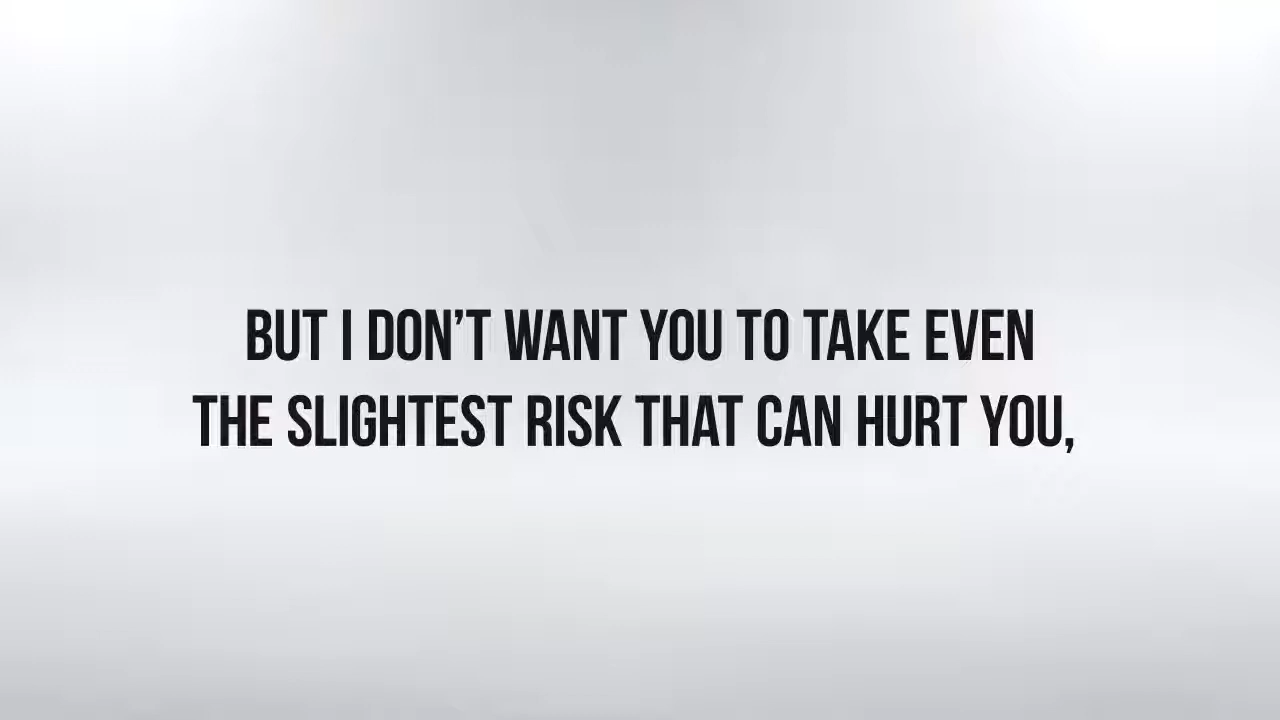 BUT I DON’T WANT YOU TO TAKE EVEN
THE SLIGHTEST RISK THAT CAN HURT YOU,